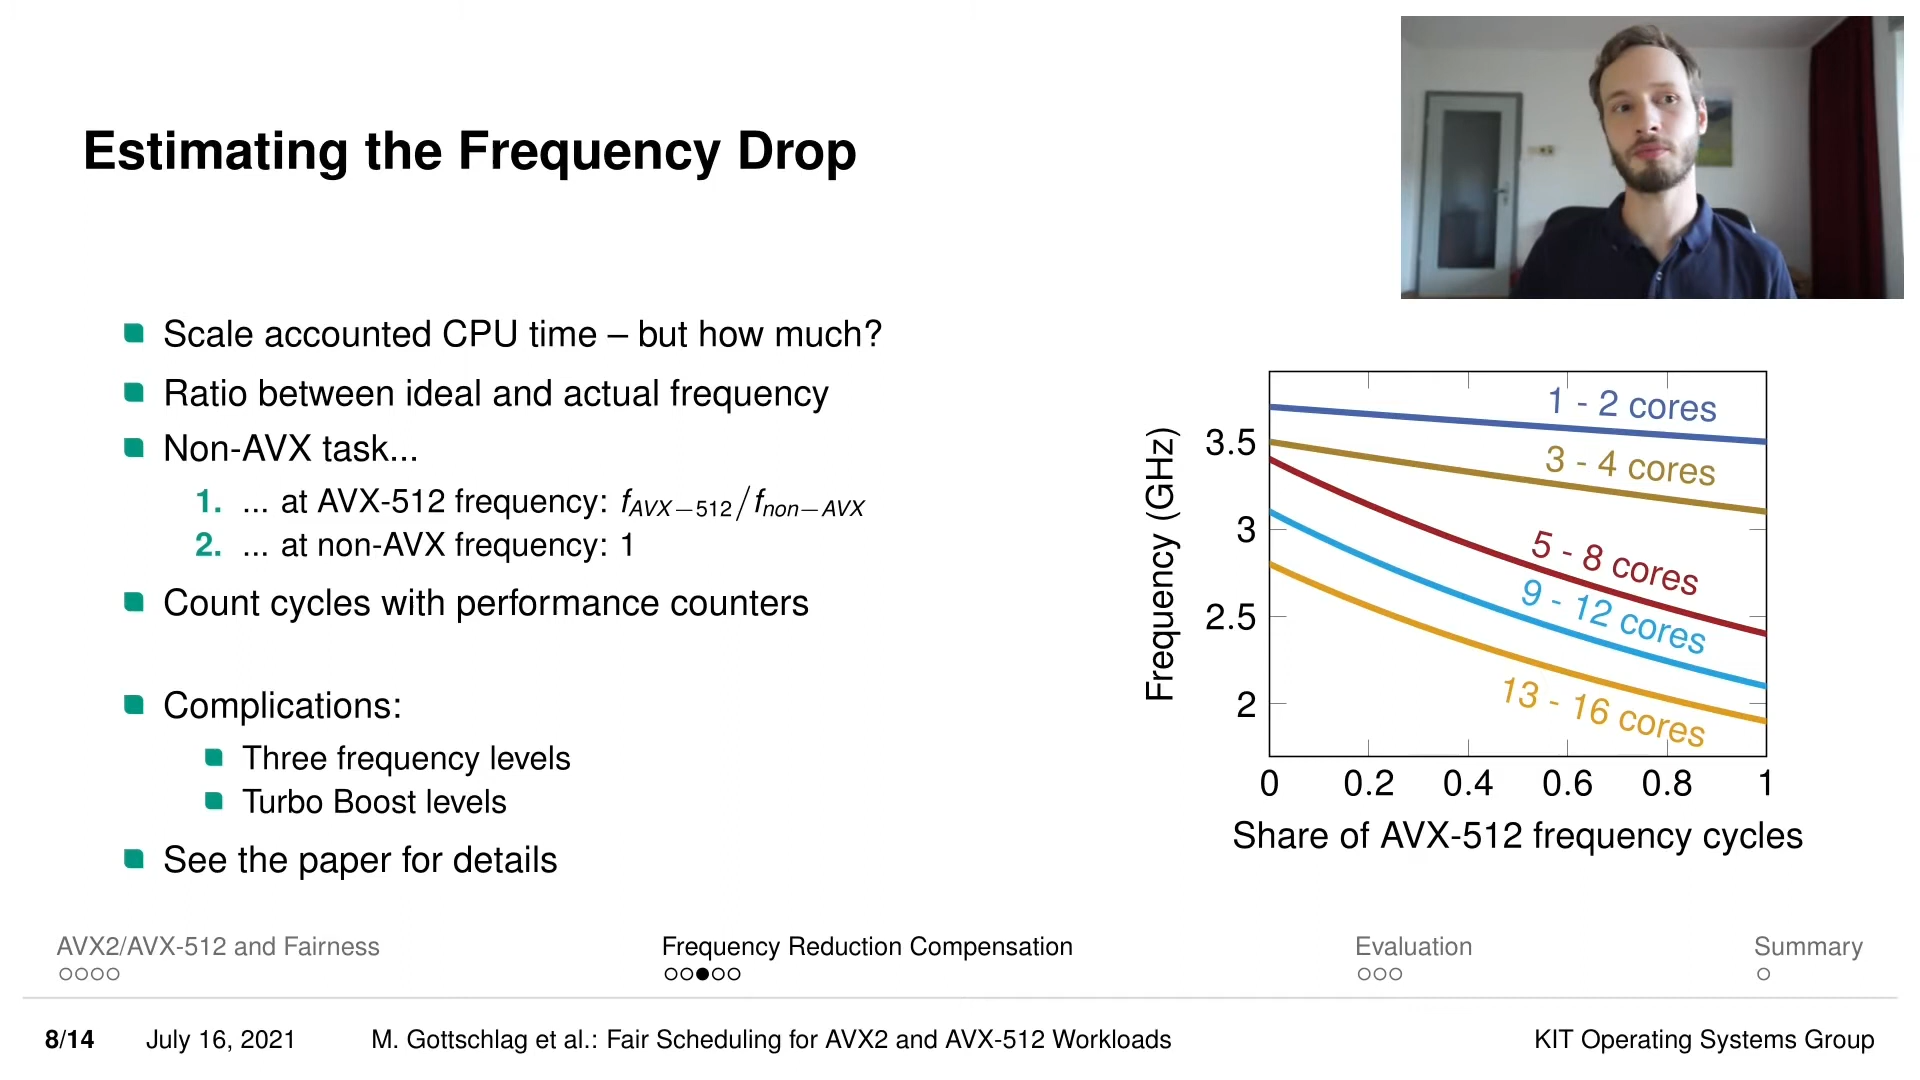 Estimating the Frequency Drop
Scale accounted CPU time – but how much?
Ratio between ideal and actual frequency
Non-AVX task...
1. ... at AVX-512 frequency: f_AVX−512/f_non−AVX
2. ... at non-AVX frequency: 1
Count cycles with performance counters
Complications:
Three frequency levels
Turbo Boost levels
See the paper for details
Frequency (GHz)
3.5
3
2.5
2
1 - 2 cores
3 - 4 cores
5 - 8 cores
9 - 12 cores
13 - 16 cores
0 0.2 0.4 0.6 0.8 1
Share of AVX-512 frequency cycles
AVX2/AVX-512 and Fairness Frequency Reduction Compensation Evaluation Summary
8/14 July 16, 2021 M. Gottschlag et al.: Fair Scheduling for AVX2 and AVX-512 Workloads KIT Operating Systems Group